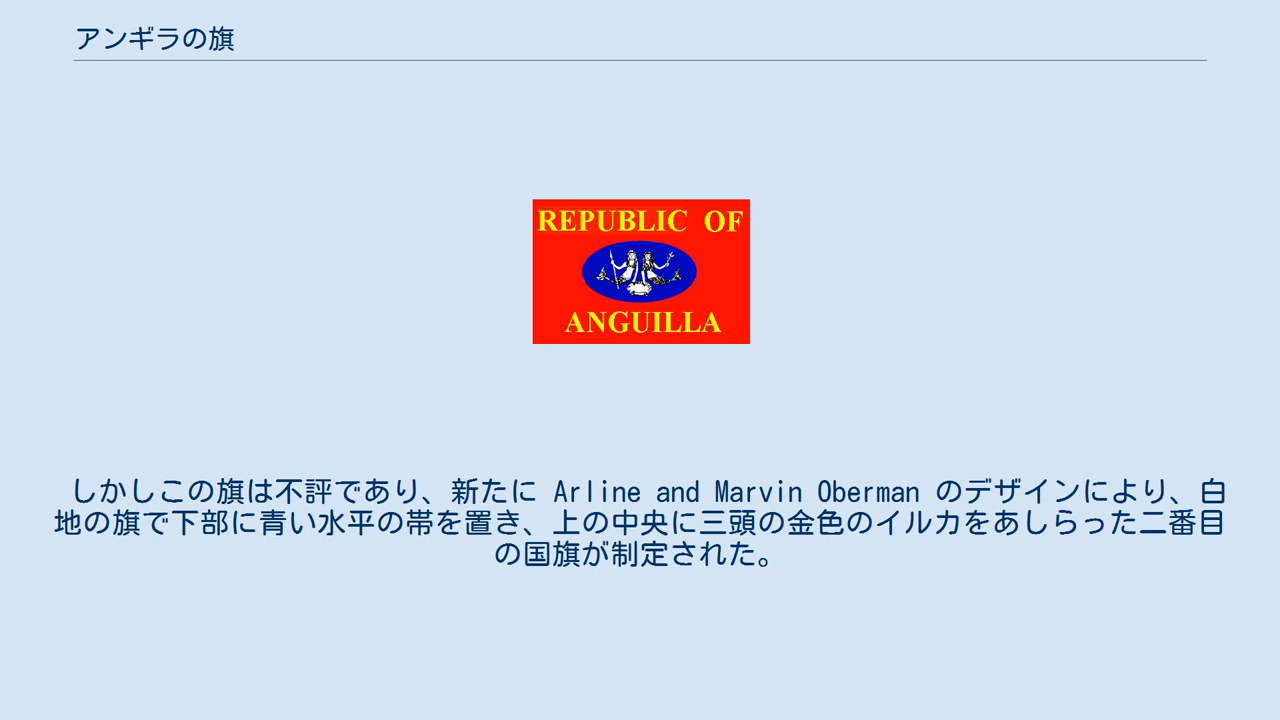 アンギラの旗
REPUBLIC OF
ANGUILLA
しかしこの旗は不評であり、新たに Arline and Marvin Oberman のデザインにより、白
地の旗で下部に青い水平の帯を置き、上の中央に三頭の金色のイルカをあしらった二番目
の国旗が制定された。